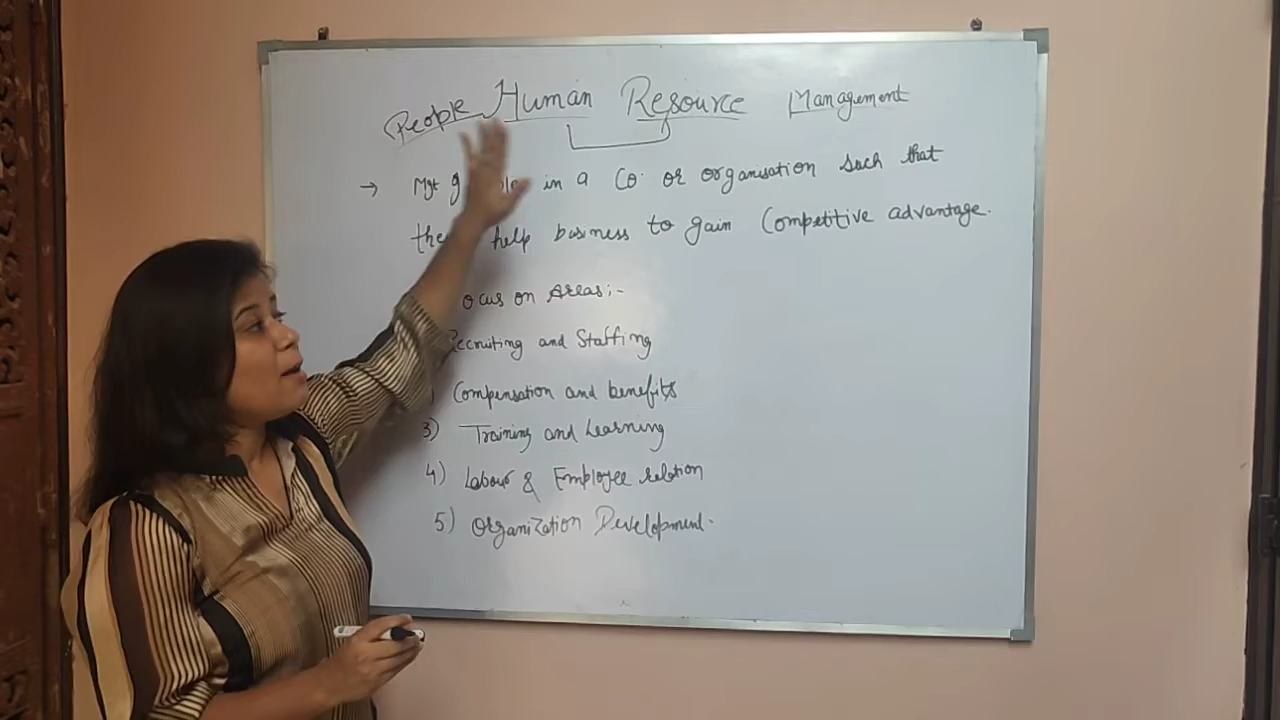 People Human Resource Management
→ Mgt in a Co. or organisation such that
help business to gain Competitive advantage.
ocus on Areas:-
Recruiting and Staffing
) Compensation and benefits
3) Training and Learning
4) Labour & Employee relation
5) Organization Development.